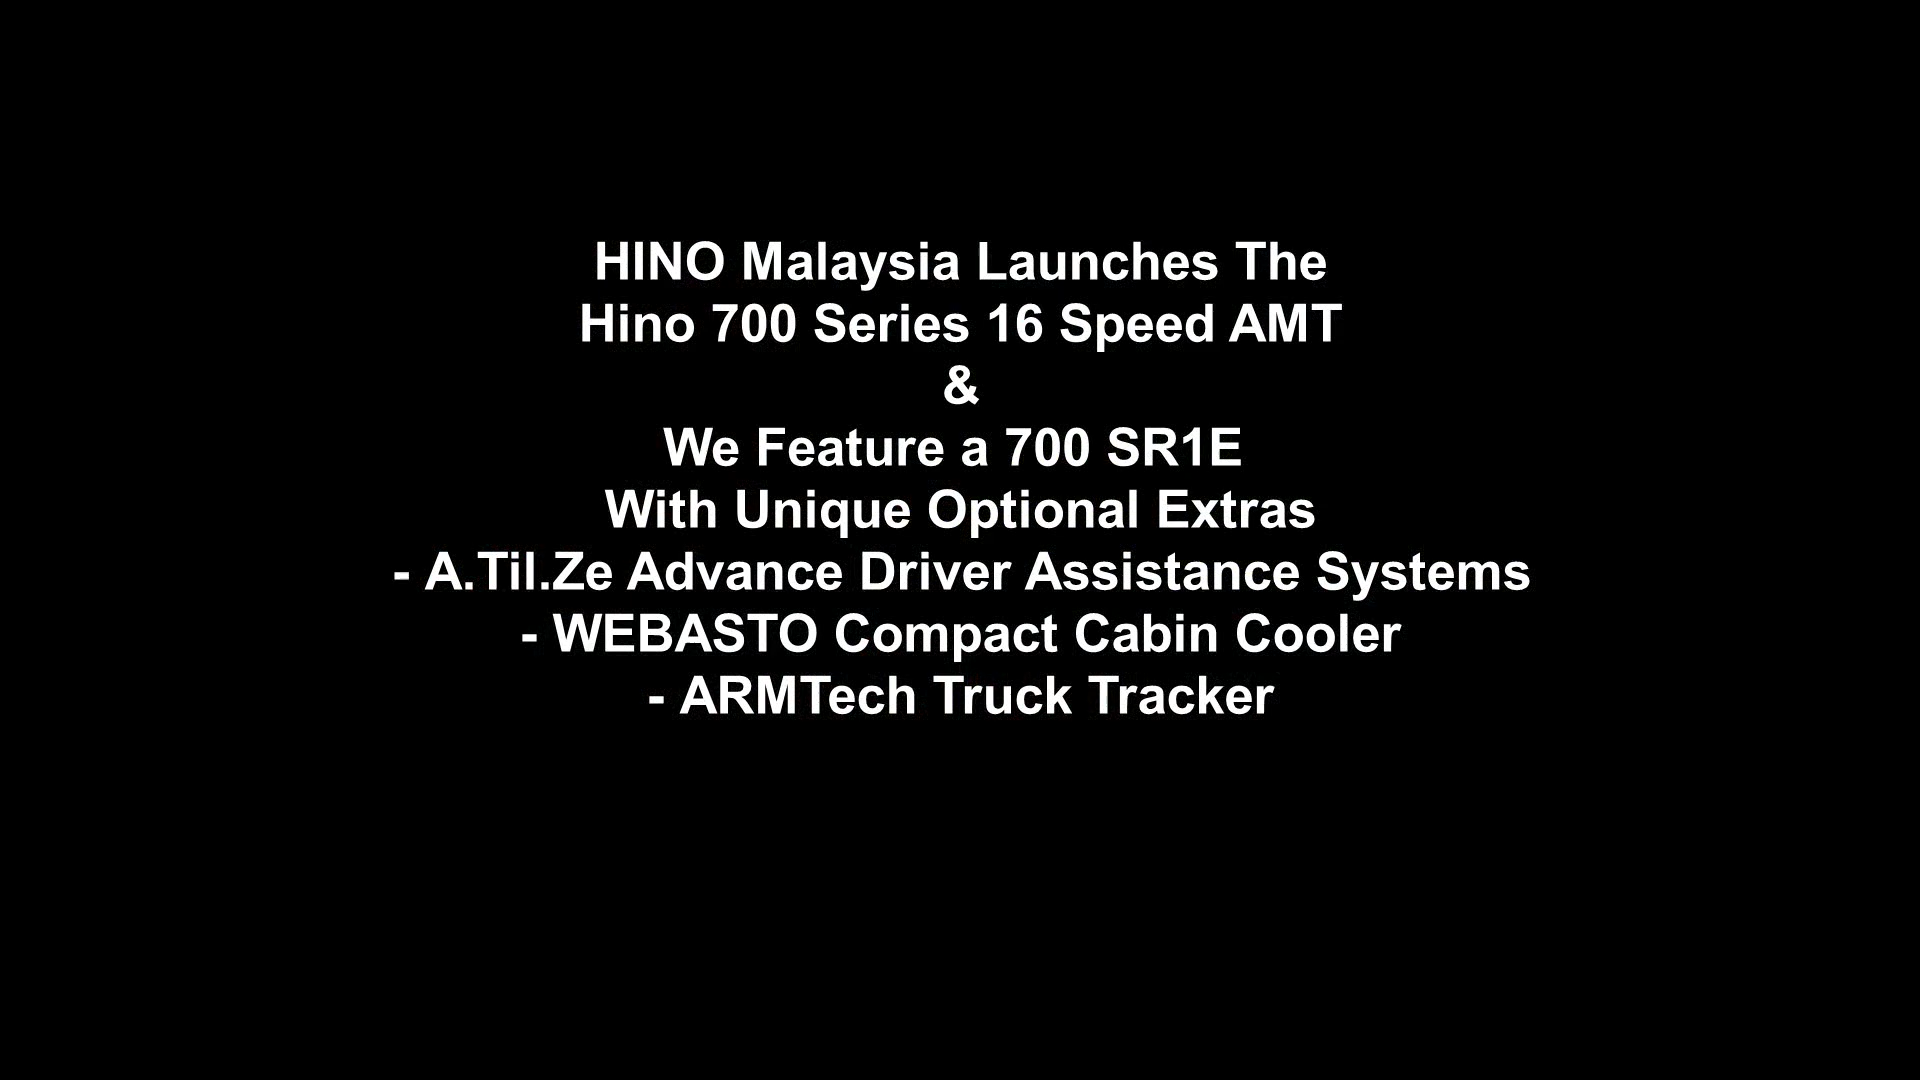 HINO Malaysia Launches The
Hino 700 Series 16 Speed AMT
&
We Feature a 700 SR1E
With Unique Optional Extras
- A.Til.Ze Advance Driver Assistance Systems
- WEBASTO Compact Cabin Cooler
- ARMTech Truck Tracker